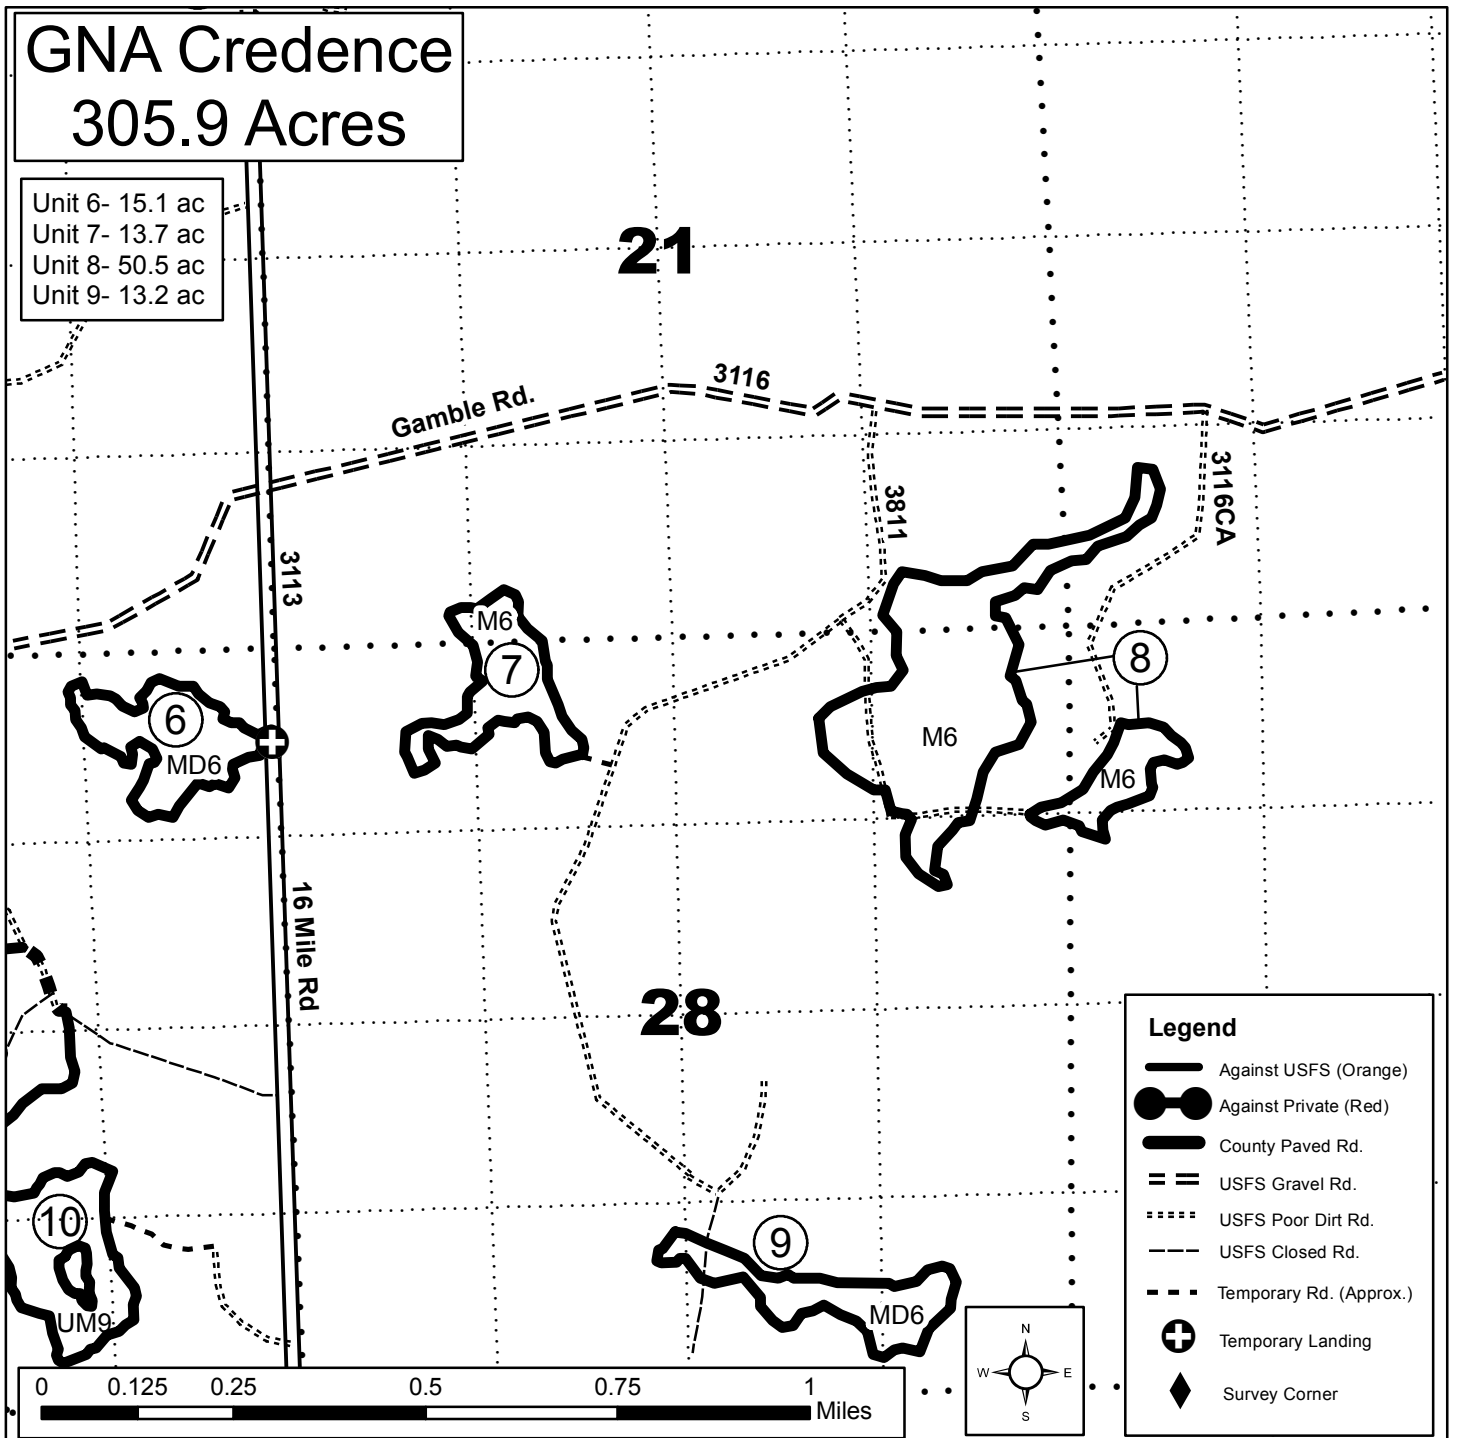 GNA Credence
305.9 Acres
Unit 6- 15.1 ac
Unit 7- 13.7 ac
Unit 8- 50.5 ac
Unit 9- 13.2 ac
21
3116
Gamble Rd.
3811
3116CA
3113
M6
7
8
6
MD6
M6
M6
16 Mile Rd
28
10
UM9
9
MD6
Legend
Against USFS (Orange)
Against Private (Red)
County Paved Rd.
USFS Gravel Rd.
USFS Poor Dirt Rd.
USFS Closed Rd.
Temporary Rd. (Approx.)
Temporary Landing
Survey Corner
N
W E
S
0 0.125 0.25 0.5 0.75 1
Miles